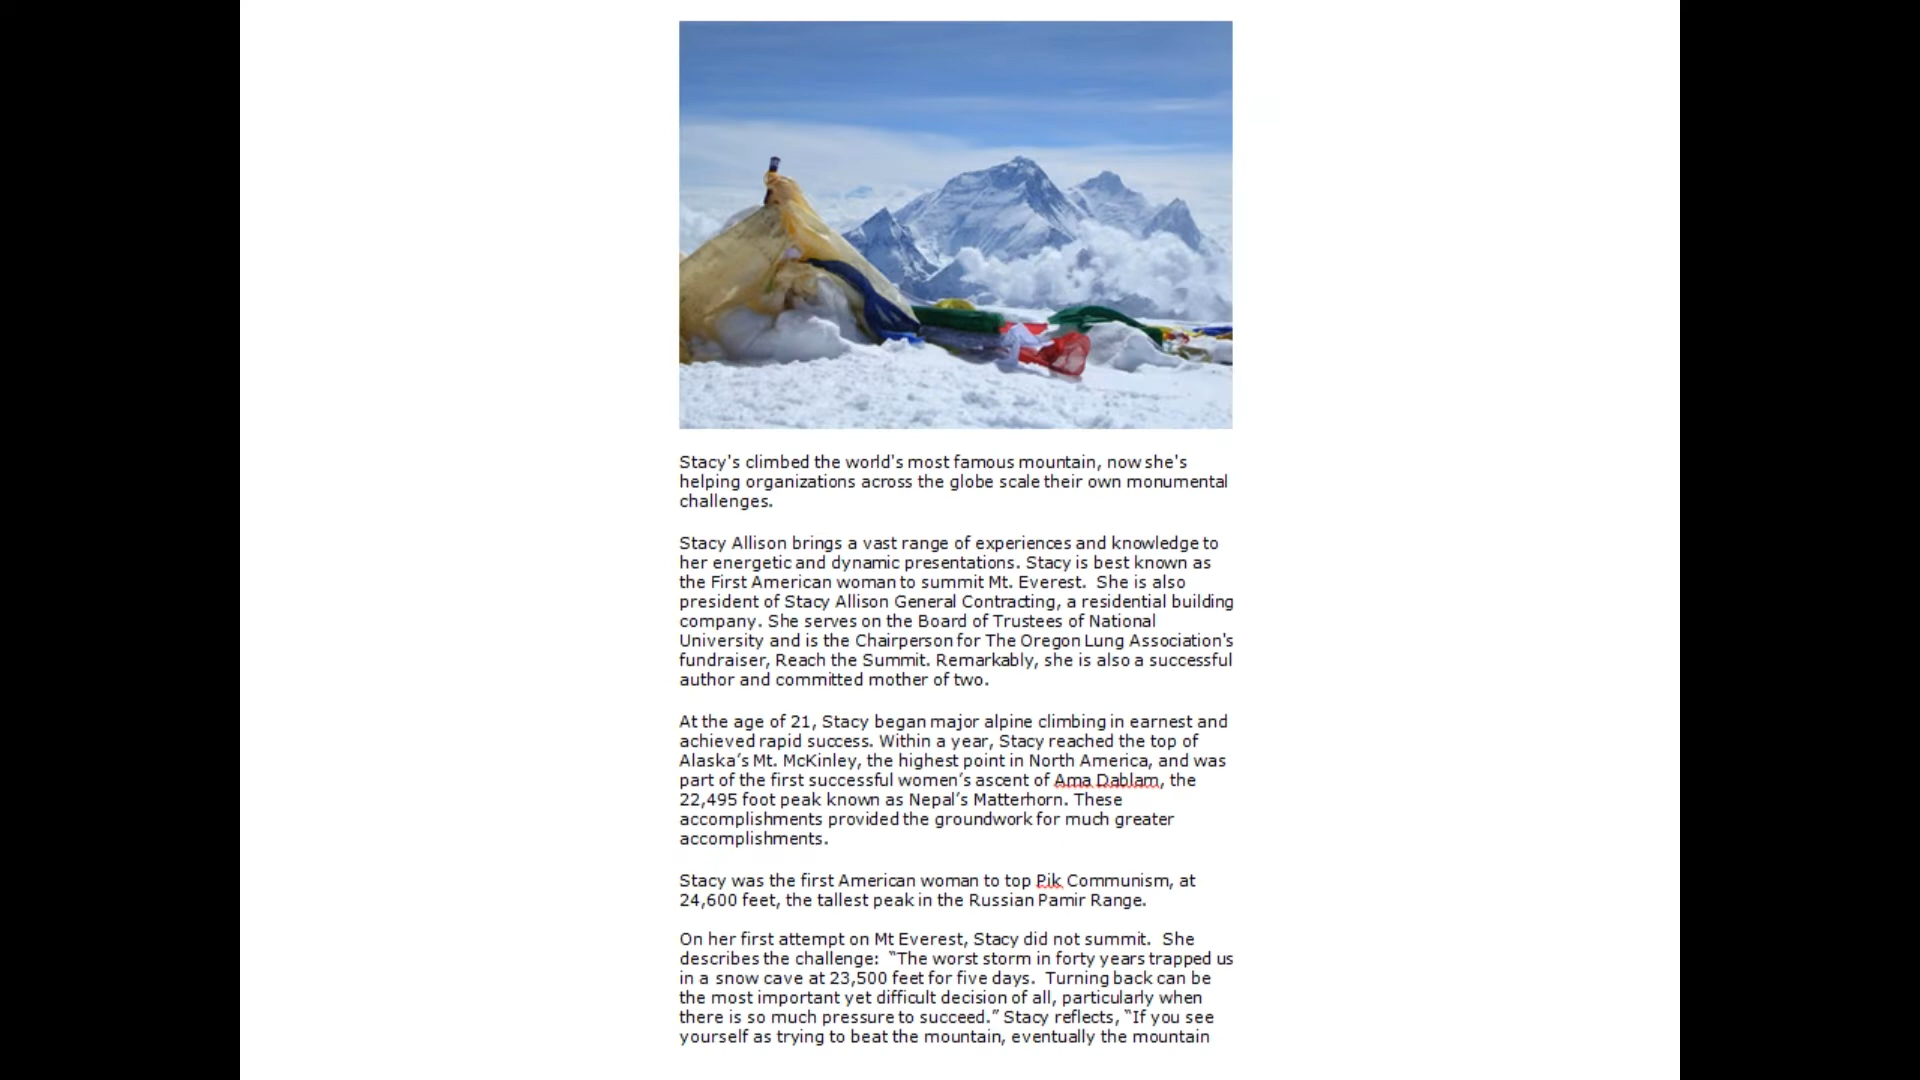 Stacy's climbed the world's most famous mountain, now she's
helping organizations across the globe scale their own monumental
challenges.
Stacy Allison brings a vast range of experiences and knowledge to
her energetic and dynamic presentations. Stacy is best known as
the First American woman to summit Mt. Everest.  She is also
president of Stacy Allison General Contracting, a residential building
company. She serves on the Board of Trustees of National
University and is the Chairperson for The Oregon Lung Association's
fundraiser, Reach the Summit. Remarkably, she is also a successful
author and committed mother of two.
At the age of 21, Stacy began major alpine climbing in earnest and
achieved rapid success. Within a year, Stacy reached the top of
Alaska’s Mt. McKinley, the highest point in North America, and was
part of the first successful women’s ascent of Ama Dablam, the
22,495 foot peak known as Nepal’s Matterhorn. These
accomplishments provided the groundwork for much greater
accomplishments.
Stacy was the first American woman to top Pik Communism, at
24,600 feet, the tallest peak in the Russian Pamir Range.
On her first attempt on Mt Everest, Stacy did not summit.  She
describes the challenge:  “The worst storm in forty years trapped us
in a snow cave at 23,500 feet for five days.  Turning back can be
the most important yet difficult decision of all, particularly when
there is so much pressure to succeed.” Stacy reflects, “If you see
yourself as trying to beat the mountain, eventually the mountain